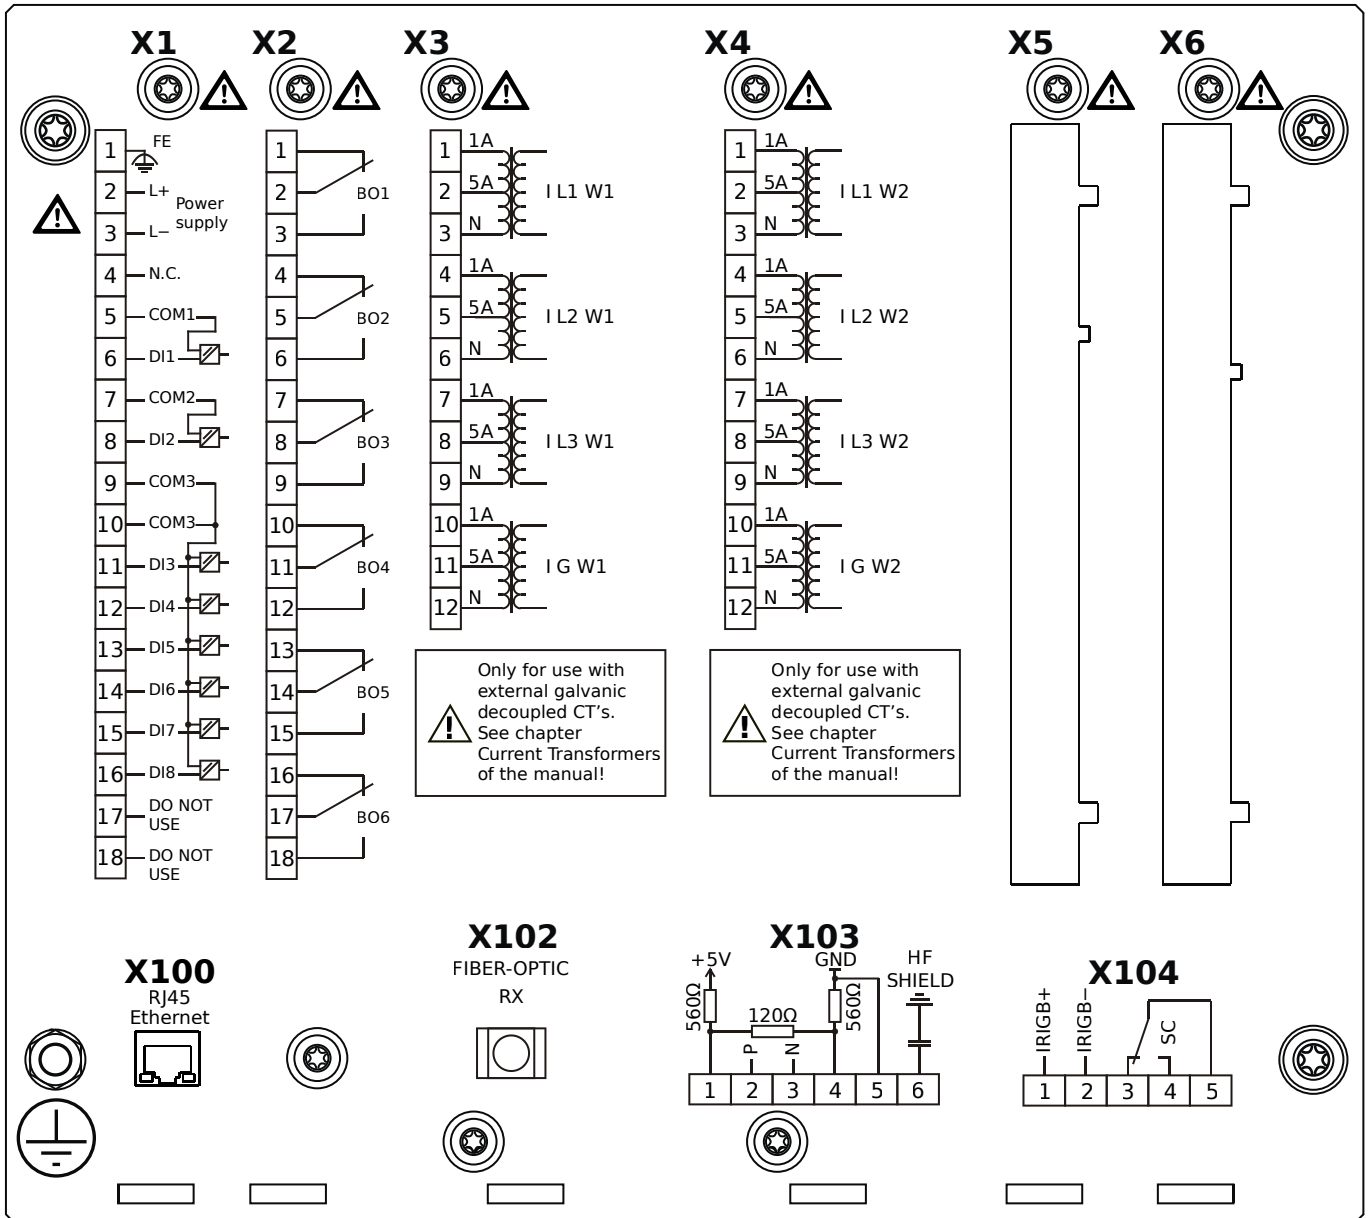 X1 X2 X3 X4 X5 X6
1 FE
2 L+
Power
supply
3 L−
4 N.C.
5 COM1
6 DI1
7 COM2
8 DI2
9 COM3
10 COM3
11 DI3
12 DI4
13 DI5
14 DI6
15 DI7
16 DI8
17 DO NOT
USE
18 DO NOT
USE
1
2 BO1
3
4
5 BO2
6
7
8 BO3
9
10
11 BO4
12
13
14 BO5
15
16
17 BO6
18
1 1A
2 5A I L1 W1
3 N
4 1A
5 5A I L2 W1
6 N
7 1A
8 5A I L3 W1
9 N
10 1A
11 5A I G W1
12 N
Only for use with
external galvanic
decoupled CT's.
See chapter
Current Transformers
of the manual!
1 1A
2 5A I L1 W2
3 N
4 1A
5 5A I L2 W2
6 N
7 1A
8 5A I L3 W2
9 N
10 1A
11 5A I G W2
12 N
Only for use with
external galvanic
decoupled CT's.
See chapter
Current Transformers
of the manual!
X100
RJ45
Ethernet
X102
FIBER-OPTIC
RX
X103
+5V GND HF
SHIELD
560Ω 120Ω 560Ω
P N
1 2 3 4 5 6
X104
IRIGB+ IRIGB− SC
1 2 3 4 5